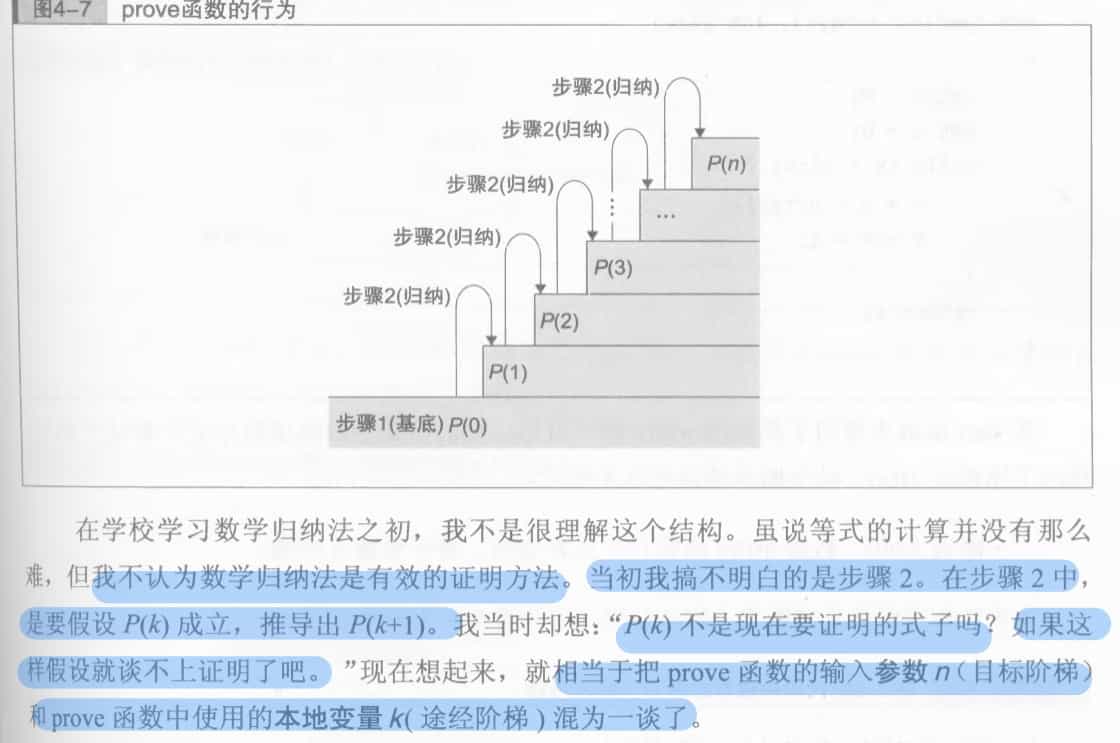 图4-7 prove函数的行为
步骤2(归纳)
步骤2(归纳)
P(n)
步骤2(归纳)
...
步骤2(归纳)
P(3)
步骤2(归纳)
P(2)
P(1)
步骤1(基底) P(0)
在学校学习数学归纳法之初，我不是很理解这个结构。虽说等式的计算并没有那么
难，但我不认为数学归纳法是有效的证明方法。当初我搞不明白的是步骤 2。在步骤 2 中，
是要假设 P(k) 成立，推导出 P(k+1)。我当时却想：“P(k) 不是现在要证明的式子吗？如果这
样假设就谈不上证明了吧。”现在想起来，就相当于把 prove 函数的输入参数 n（目标阶梯）
和 prove 函数中使用的本地变量 k( 途经阶梯 ) 混为一谈了。